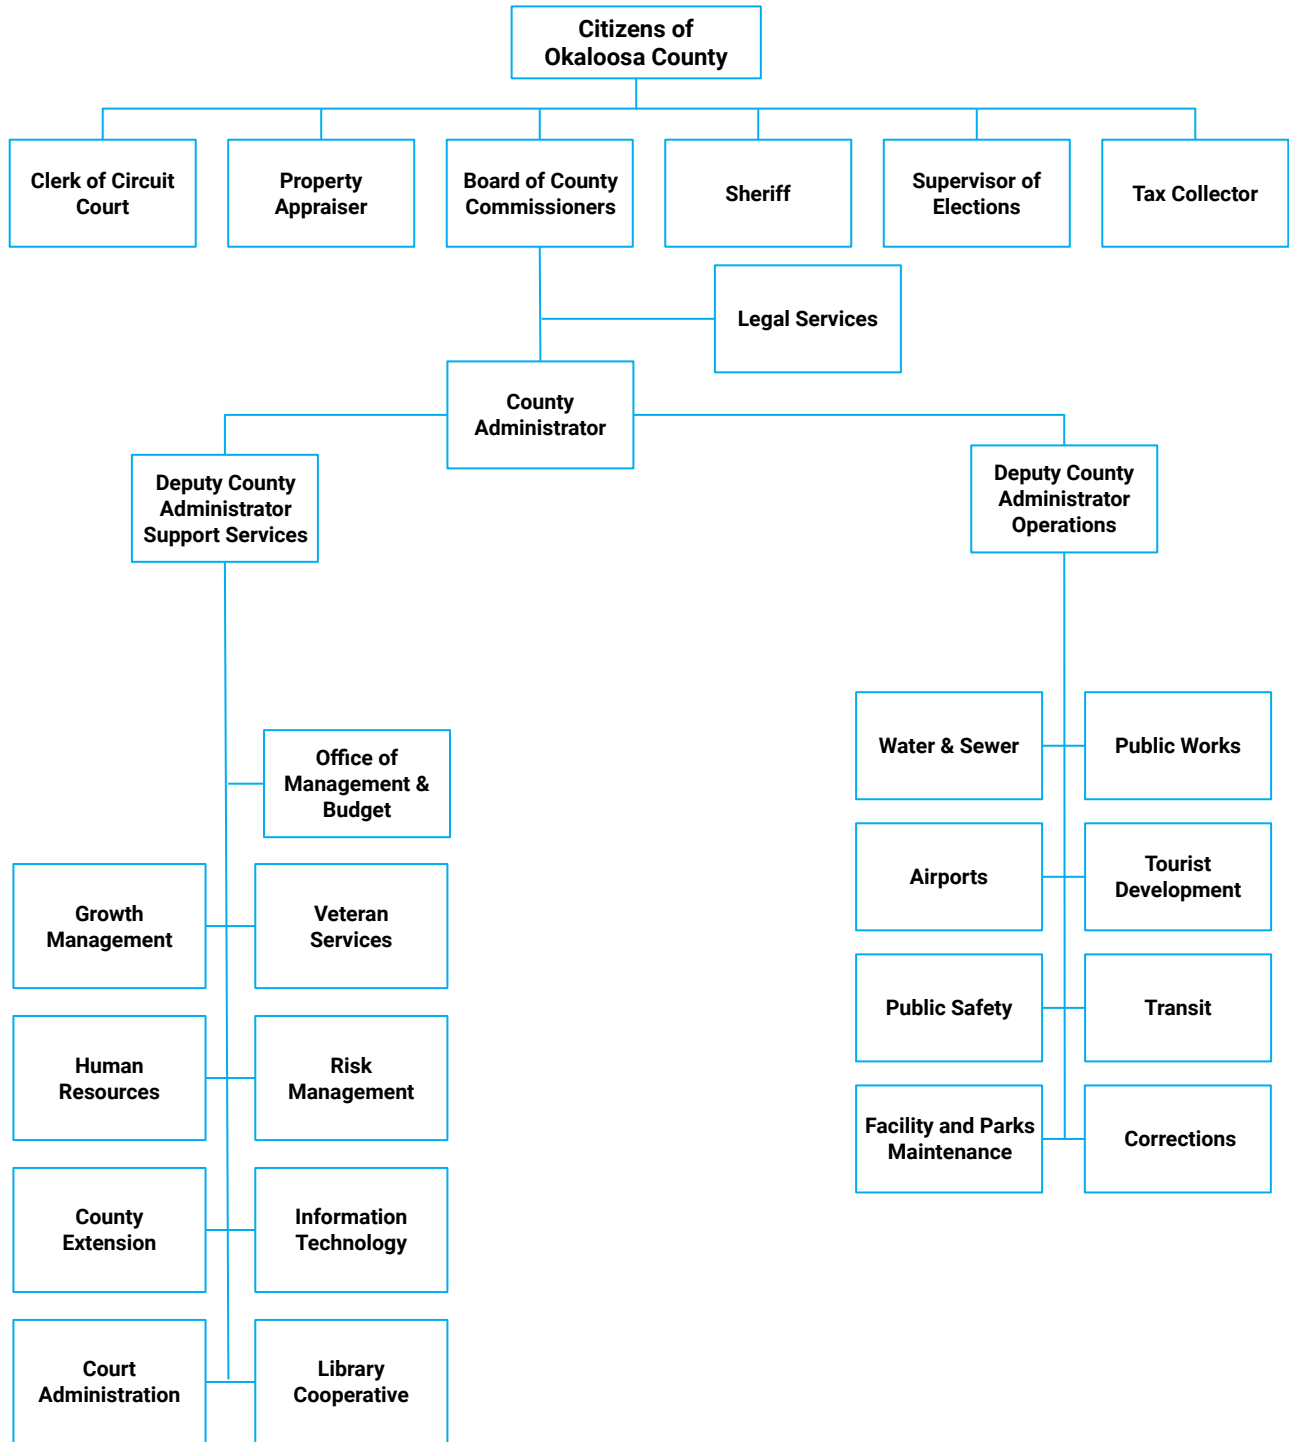 Citizens of
Okaloosa County
Clerk of Circuit
Court
Property
Appraiser
Board of County
Commissioners
Sheriff
Supervisor of
Elections
Tax Collector
Legal Services
County
Administrator
Deputy County
Administrator
Support Services
Deputy County
Administrator
Operations
Office of
Management &
Budget
Growth
Management
Veteran
Services
Human
Resources
Risk
Management
County
Extension
Information
Technology
Court
Administration
Library
Cooperative
Water & Sewer
Public Works
Airports
Tourist
Development
Public Safety
Transit
Facility and Parks
Maintenance
Corrections